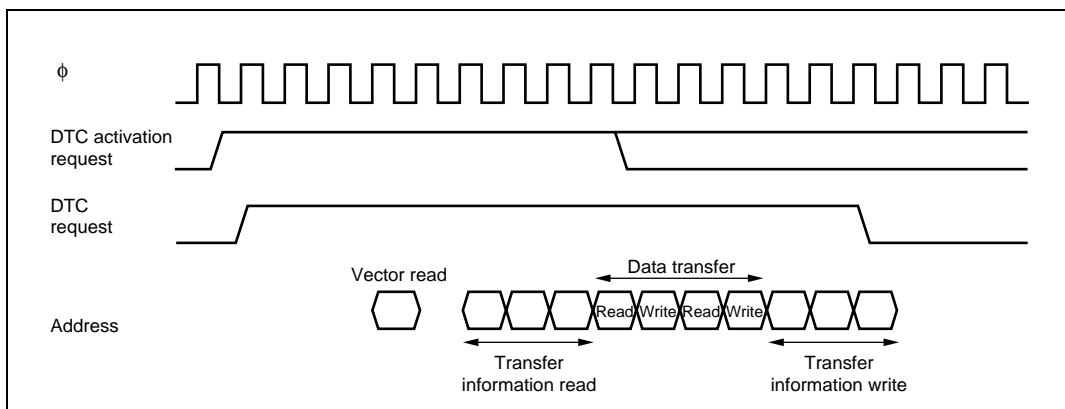 ϕ
DTC activation
request
DTC
request
Vector read
Data transfer
Address
Read Write Read Write
Transfer
information read
Transfer
information write